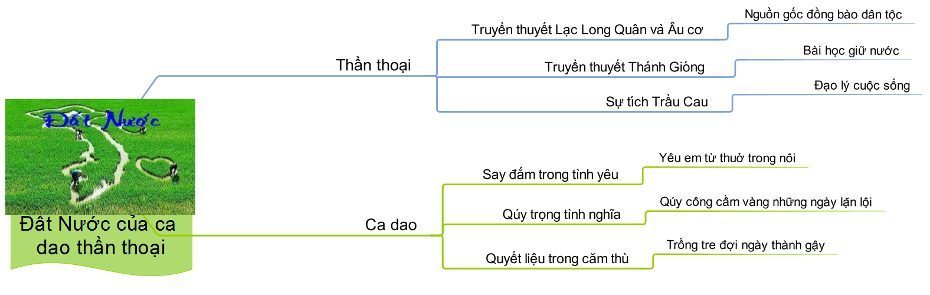 Đất Nước
Đât Nước của ca
dao thần thoại
Thần thoại
Truyền thuyết Lạc Long Quân và Âu cơ
Nguồn gốc đồng bào dân tộc
Truyền thuyết Thánh Gióng
Bài học giữ nước
Sự tích Trầu Cau
Đạo lý cuộc sống
Ca dao
Say đắm trong tình yêu
Yêu em từ thuở trong nôi
Qúy trọng tình nghĩa
Qúy công cầm vàng những ngày lặn lội
Quyết liệu trong căm thù
Trồng tre đợi ngày thành gậy